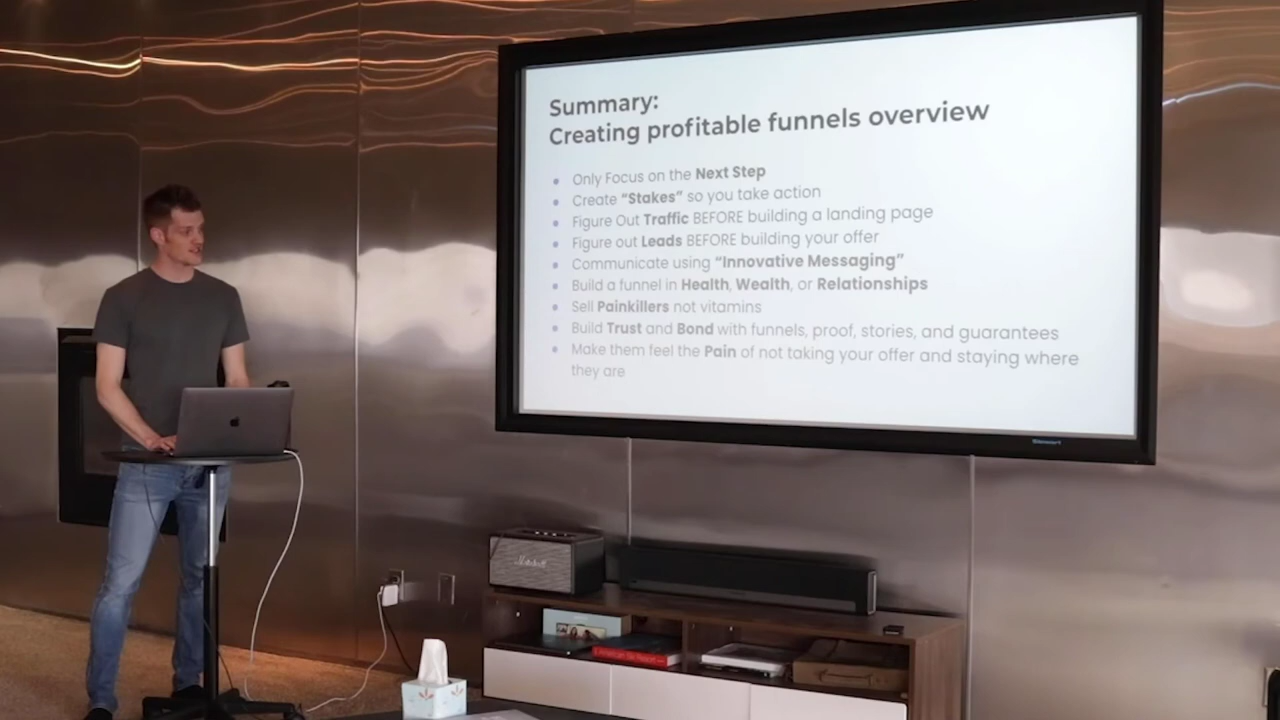 Summary:
Creating profitable funnels overview
Only Focus on the Next Step
Create “Stakes” so you take action
Figure Out Traffic BEFORE building a landing page
Figure out Leads BEFORE building your offer
Communicate using “Innovative Messaging”
Build a funnel in Health, Wealth, or Relationships
Sell Painkillers not vitamins
Build Trust and Bond with funnels, proof, stories, and guarantees
Make them feel the Pain of not taking your offer and staying where
they are
Stewart
Marshall